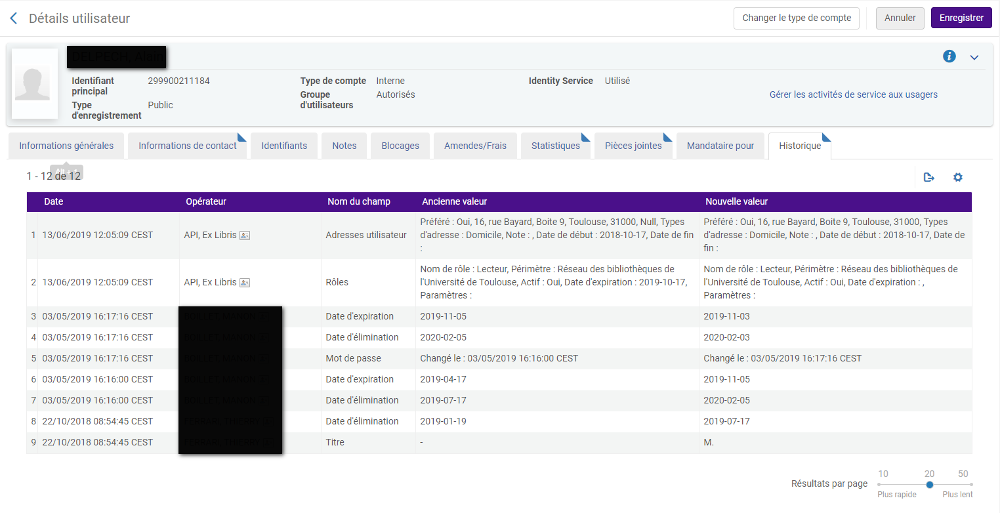 Détails utilisateur
Changer le type de compte
Annuler
Enregistrer
Identifiant principal 299900211184
Type d'enregistrement Public
Type de compte Interne
Groupe d'utilisateurs Autorisés
Identity Service Utilisé
Gérer les activités de service aux usagers
Informations générales
Informations de contact
Identifiants
Notes
Blocages
Amendes/Frais
Statistiques
Pièces jointes
Mandataire pour
Historique
Alt + 1
1 - 12 de 12
Date Opérateur Nom du champ Ancienne valeur Nouvelle valeur
1 13/06/2019 12:05:09 CEST API, Ex Libris Adresses utilisateur
Préféré : Oui, 16, rue Bayard, Boite 9, Toulouse, 31000, Null, Types
d'adresse : Domicile, Note : , Date de début : 2018-10-17, Date de fin
:
Préféré : Oui, 16, rue Bayard, Boite 9, Toulouse, 31000, Types
d'adresse : Domicile, Note : , Date de début : 2018-10-17, Date de
fin :
2 13/06/2019 12:05:09 CEST API, Ex Libris Rôles
Nom de rôle : Lecteur, Périmètre : Réseau des bibliothèques de
l'Université de Toulouse, Actif : Oui, Date d'expiration : 2019-10-17,
Paramètres :
Nom de rôle : Lecteur, Périmètre : Réseau des bibliothèques de
l'Université de Toulouse, Actif : Oui, Date d'expiration : ,
Paramètres :
3 03/05/2019 16:17:16 CEST Date d'expiration 2019-11-05 2019-11-03
4 03/05/2019 16:17:16 CEST Date d'élimination 2020-02-05 2020-02-03
5 03/05/2019 16:17:16 CEST Mot de passe Changé le : 03/05/2019 16:16:00 CEST Changé le : 03/05/2019 16:17:16 CEST
6 03/05/2019 16:16:00 CEST Date d'expiration 2019-04-17 2019-11-05
7 03/05/2019 16:16:00 CEST Date d'élimination 2019-07-17 2020-02-05
8 22/10/2018 08:54:45 CEST Date d'élimination 2019-01-19 2019-07-17
9 22/10/2018 08:54:45 CEST Titre - M.
Résultats par page
10 20 50
Plus rapide Plus lent